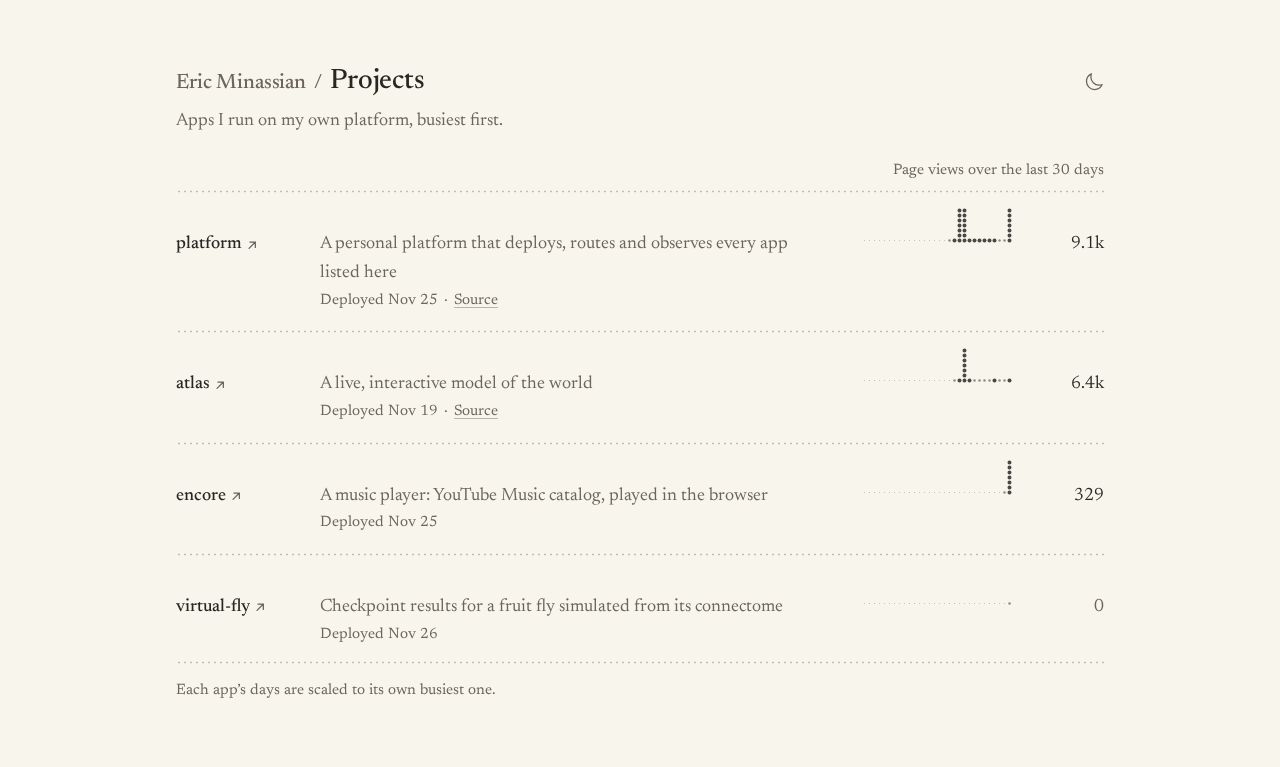 Eric Minassian / Projects
Apps I run on my own platform, busiest first.
Page views over the last 30 days
platform ↗ A personal platform that deploys, routes and observes every app 9.1k
listed here
Deployed Nov 25 · Source
atlas ↗ A live, interactive model of the world 6.4k
Deployed Nov 19 · Source
encore ↗ A music player: YouTube Music catalog, played in the browser 329
Deployed Nov 25
virtual-fly ↗ Checkpoint results for a fruit fly simulated from its connectome 0
Deployed Nov 26
Each app’s days are scaled to its own busiest one.